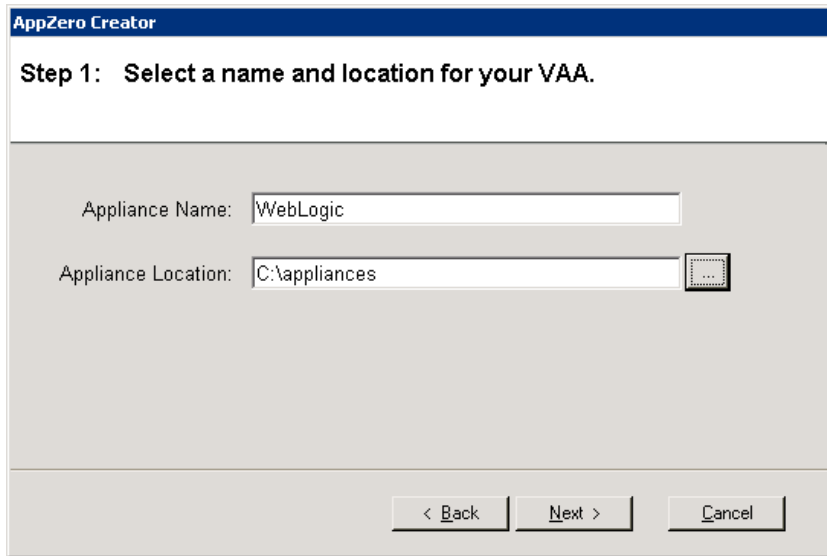 AppZero Creator
Step 1: Select a name and location for your VAA.
Appliance Name: WebLogic
Appliance Location: C:\appliances ...
< Back Next > Cancel